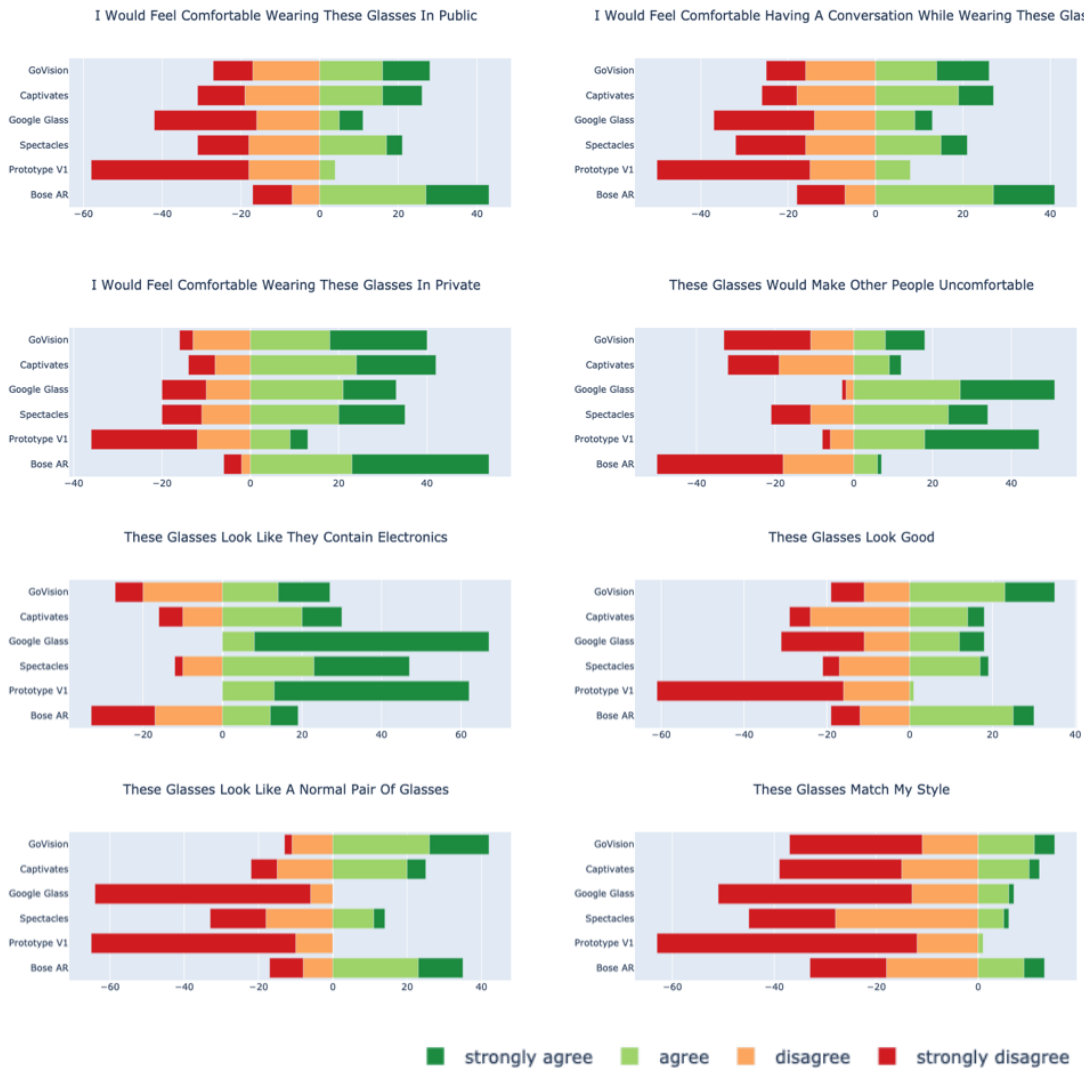 I Would Feel Comfortable Wearing These Glasses In Public
GoVision
Captivates
Google Glass
Spectacles
Prototype V1
Bose AR
−60 −40 −20 0 20 40
I Would Feel Comfortable Having A Conversation While Wearing These Glas
GoVision
Captivates
Google Glass
Spectacles
Prototype V1
Bose AR
−40 −20 0 20 40
I Would Feel Comfortable Wearing These Glasses In Private
GoVision
Captivates
Google Glass
Spectacles
Prototype V1
Bose AR
−40 −20 0 20 40
These Glasses Would Make Other People Uncomfortable
GoVision
Captivates
Google Glass
Spectacles
Prototype V1
Bose AR
−40 −20 0 20 40
These Glasses Look Like They Contain Electronics
GoVision
Captivates
Google Glass
Spectacles
Prototype V1
Bose AR
−20 0 20 40 60
These Glasses Look Good
GoVision
Captivates
Google Glass
Spectacles
Prototype V1
Bose AR
−60 −40 −20 0 20 40
These Glasses Look Like A Normal Pair Of Glasses
GoVision
Captivates
Google Glass
Spectacles
Prototype V1
Bose AR
−60 −40 −20 0 20 40
These Glasses Match My Style
GoVision
Captivates
Google Glass
Spectacles
Prototype V1
Bose AR
−60 −40 −20 0
strongly agree agree disagree strongly disagree